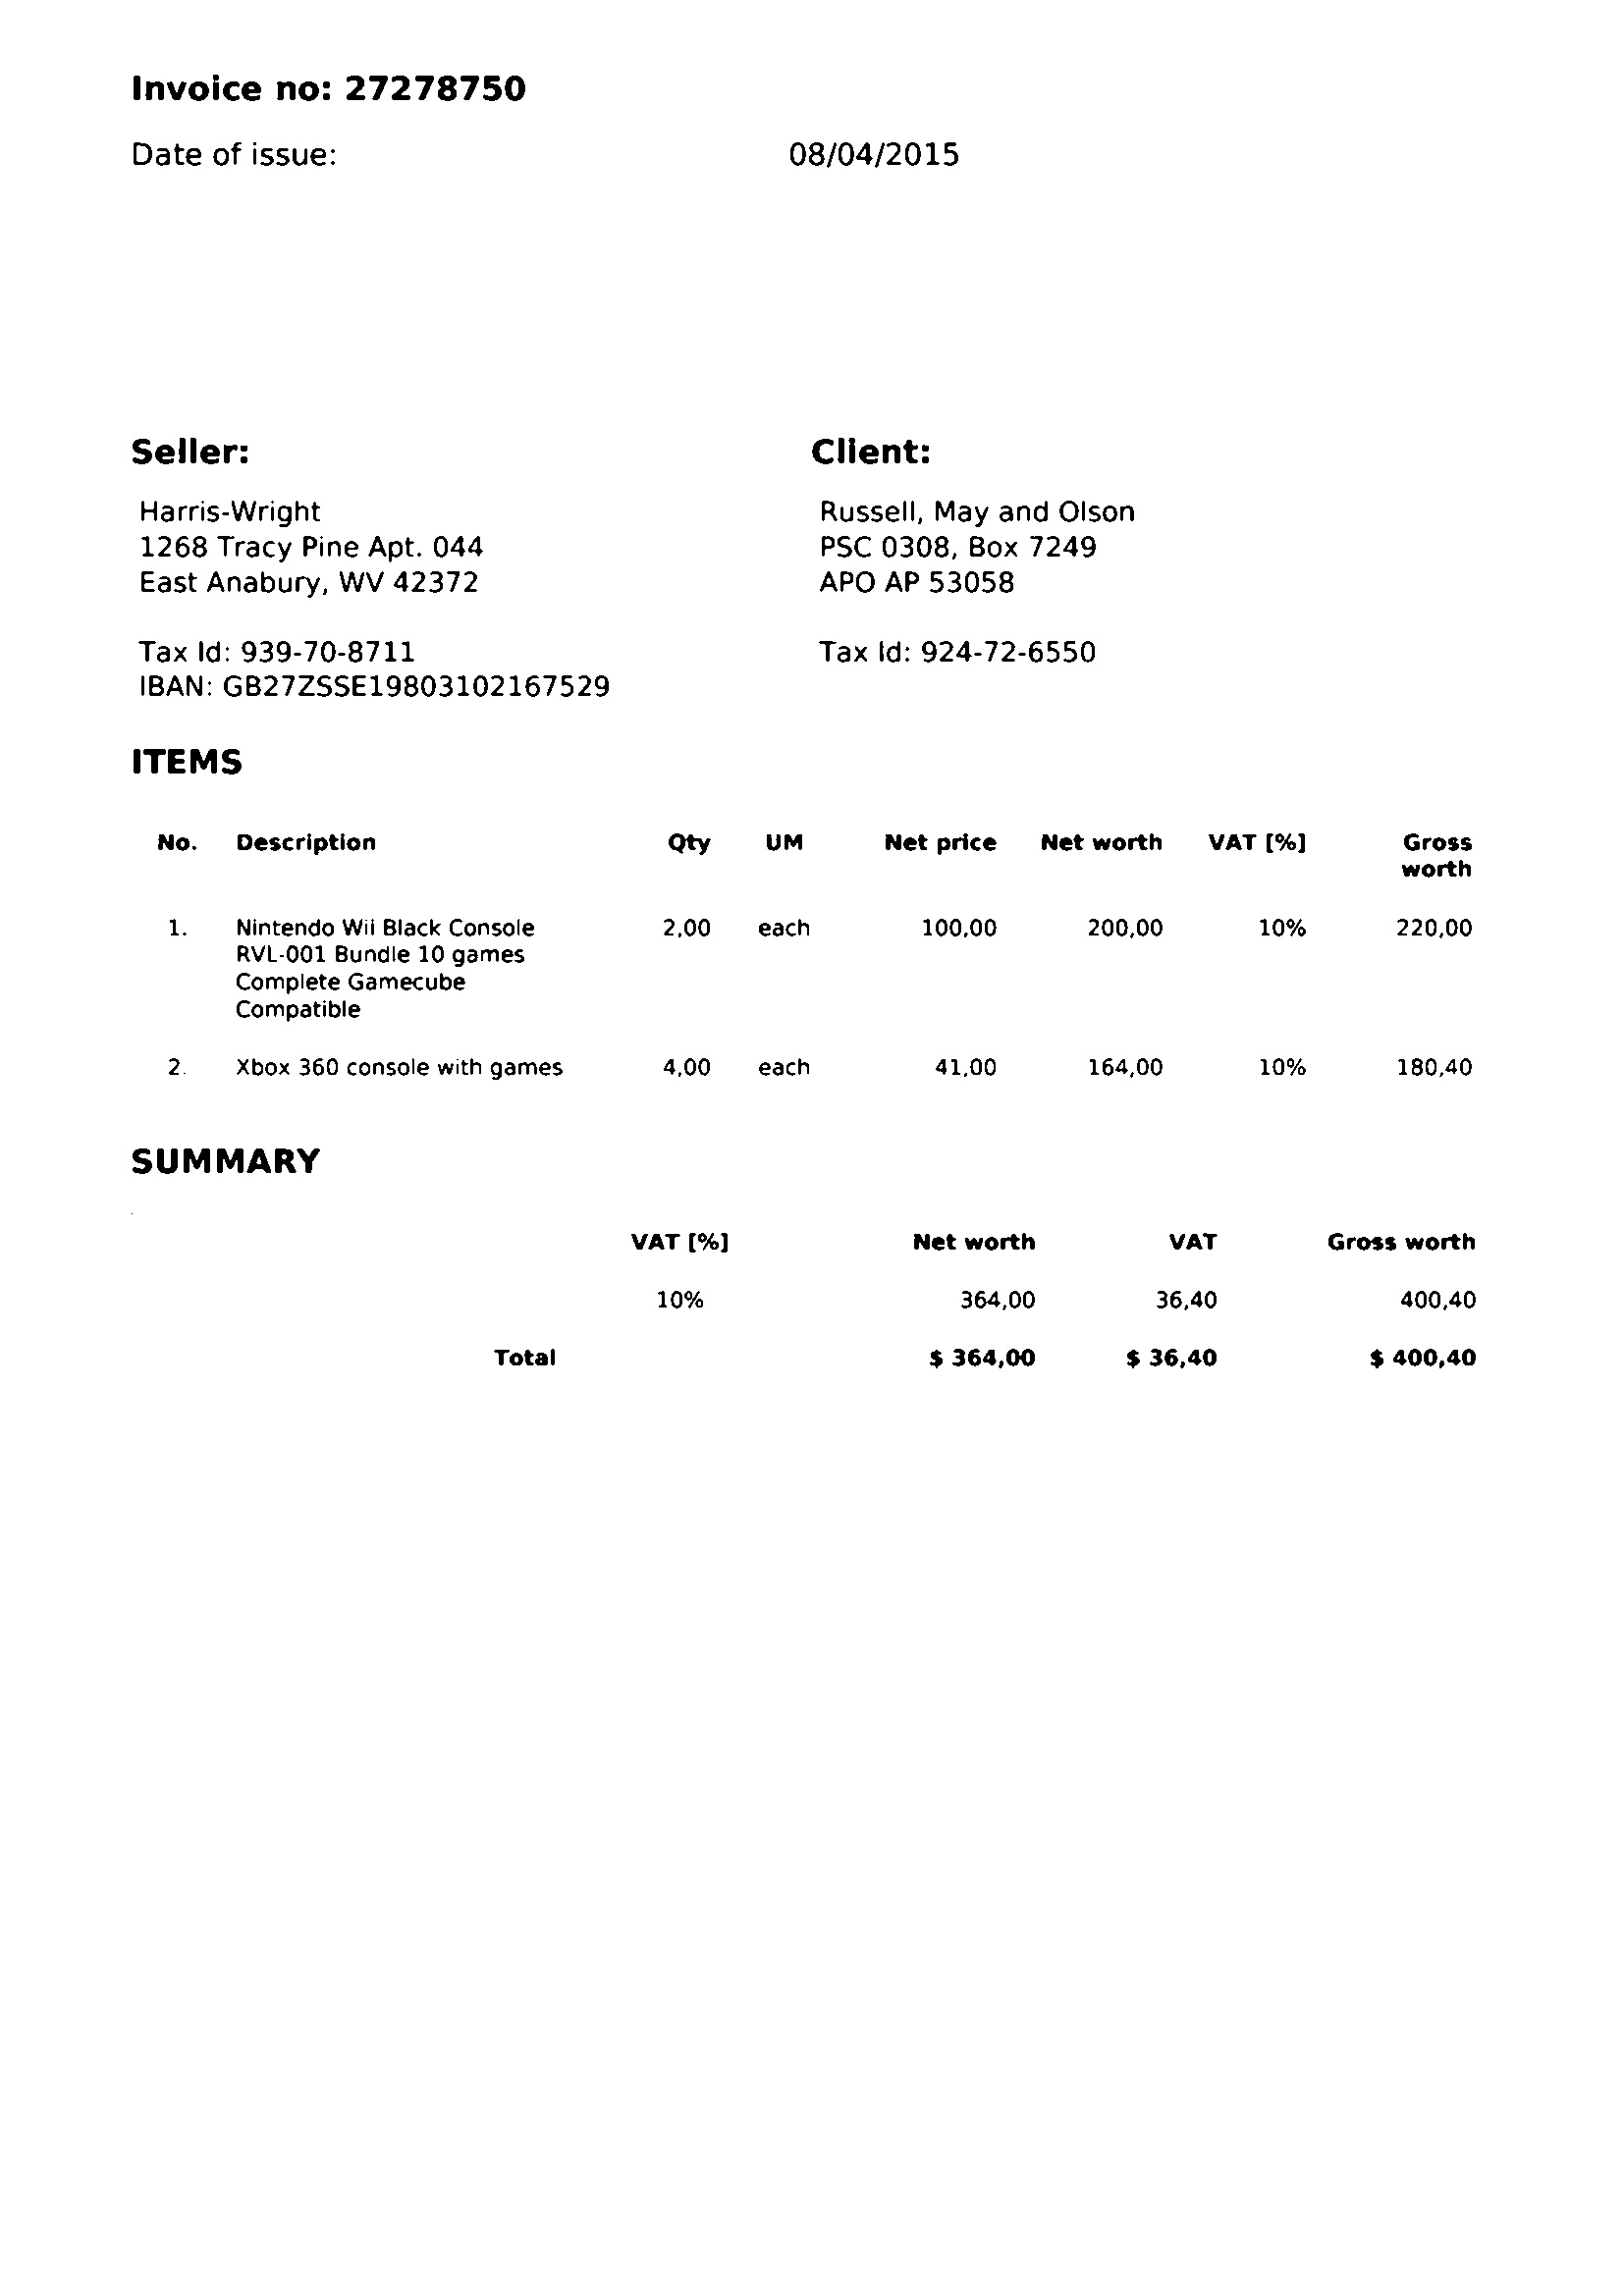 Invoice no: 27278750
Date of issue: 08/04/2015
Seller:
Harris-Wright
1268 Tracy Pine Apt. 044
East Anabury, WV 42372
Tax Id: 939-70-8711
IBAN: GB27ZSSE19803102167529
Client:
Russell, May and Olson
PSC 0308, Box 7249
APO AP 53058
Tax Id: 924-72-6550
ITEMS
No. Description Qty UM Net price Net worth VAT [%] Gross
worth
1. Nintendo Wii Black Console 2,00 each 100,00 200,00 10% 220,00
RVL-001 Bundle 10 games
Complete Gamecube
Compatible
2. Xbox 360 console with games 4,00 each 41,00 164,00 10% 180,40
SUMMARY
VAT [%] Net worth VAT Gross worth
10% 364,00 36,40 400,40
Total $ 364,00 $ 36,40 $ 400,40